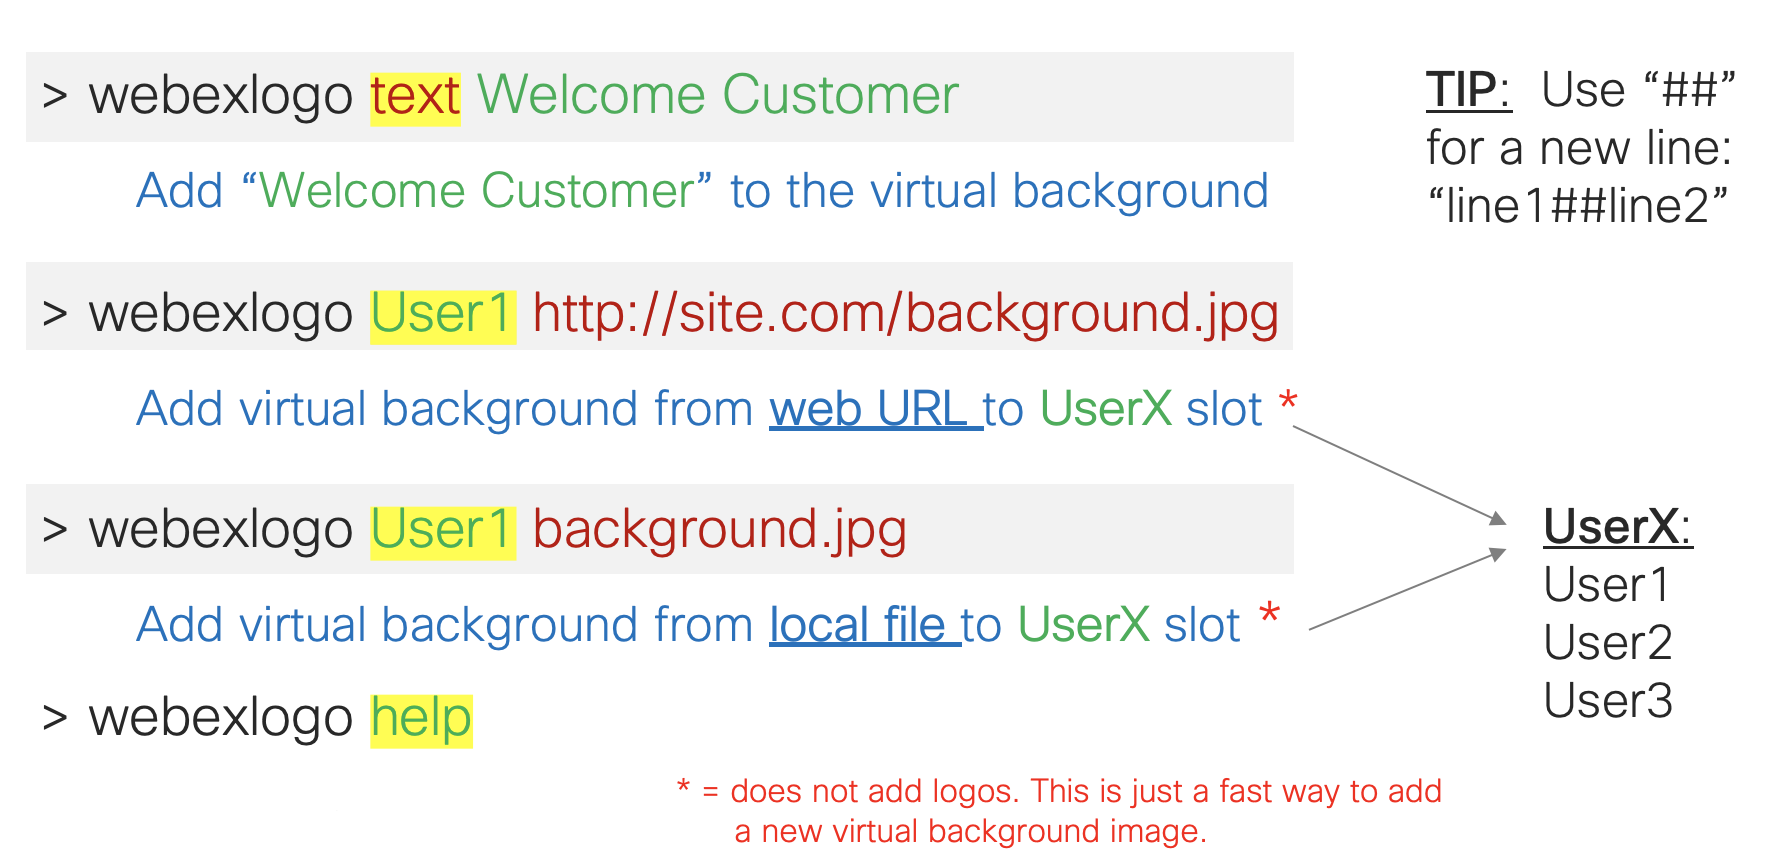 > webexlogo text Welcome Customer
Add “Welcome Customer” to the virtual background
TIP: Use “##”
for a new line:
“line1##line2”
> webexlogo User1 http://site.com/background.jpg
Add virtual background from web URL to UserX slot *
> webexlogo User1 background.jpg
Add virtual background from local file to UserX slot *
UserX:
User1
User2
User3
> webexlogo help
* = does not add logos. This is just a fast way to add
a new virtual background image.